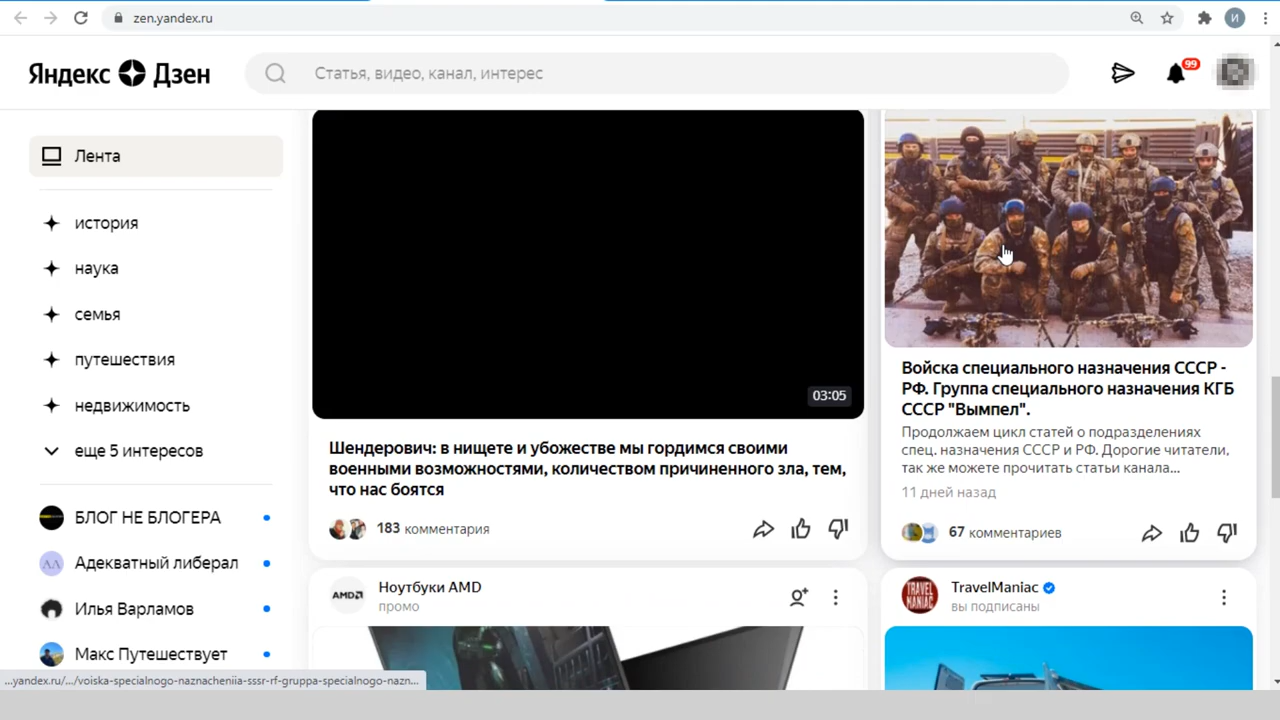 zen.yandex.ru
И
Яндекс Дзен
Статья, видео, канал, интерес
99
Лента
история
наука
семья
путешествия
недвижимость
еще 5 интересов
БЛОГ НЕ БЛОГЕРА
АЛ Адекватный либерал
Илья Варламов
Макс Путешествует
03:05
Шендерович: в нищете и убожестве мы гордимся своими
военными возможностями, количеством причиненного зла, тем,
что нас боятся
183 комментария
Войска специального назначения СССР -
РФ. Группа специального назначения КГБ
СССР "Вымпел".
Продолжаем цикл статей о подразделениях
спец. назначения СССР и РФ. Дорогие читатели,
так же можете прочитать статьи канала...
11 дней назад
67 комментариев
AMD
Ноутбуки AMD
промо
TRAVEL
MANIAC
TravelManiac
вы подписаны
...yandex.ru/.../voiska-specialnogo-naznacheniia-sssr-rf-gruppa-specialnogo-nazn...